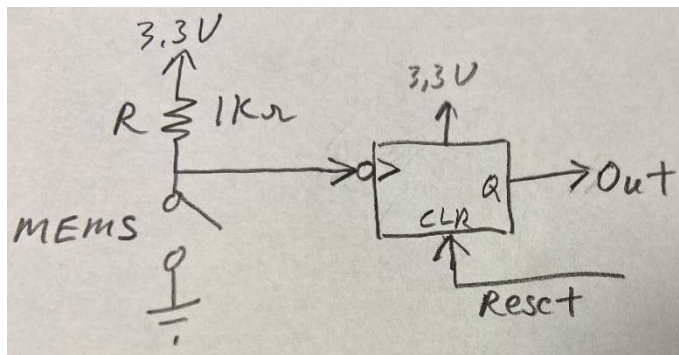 3.3V
R 1KΩ
MEMS
3,3V
> Q
CLR
Out
Reset